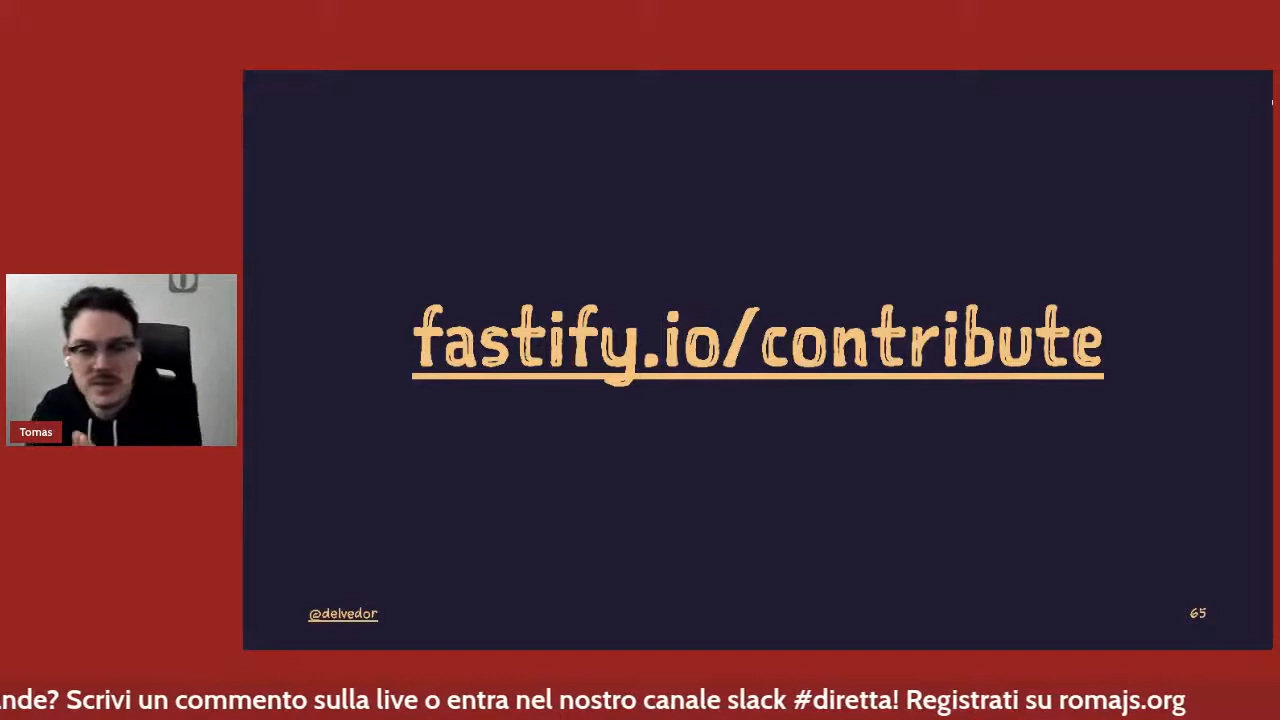 fastify.io/contribute
Tomas
@delvedor
65
nde? Scrivi un commento sulla live o entra nel nostro canale slack #diretta! Registrati su romajs.org